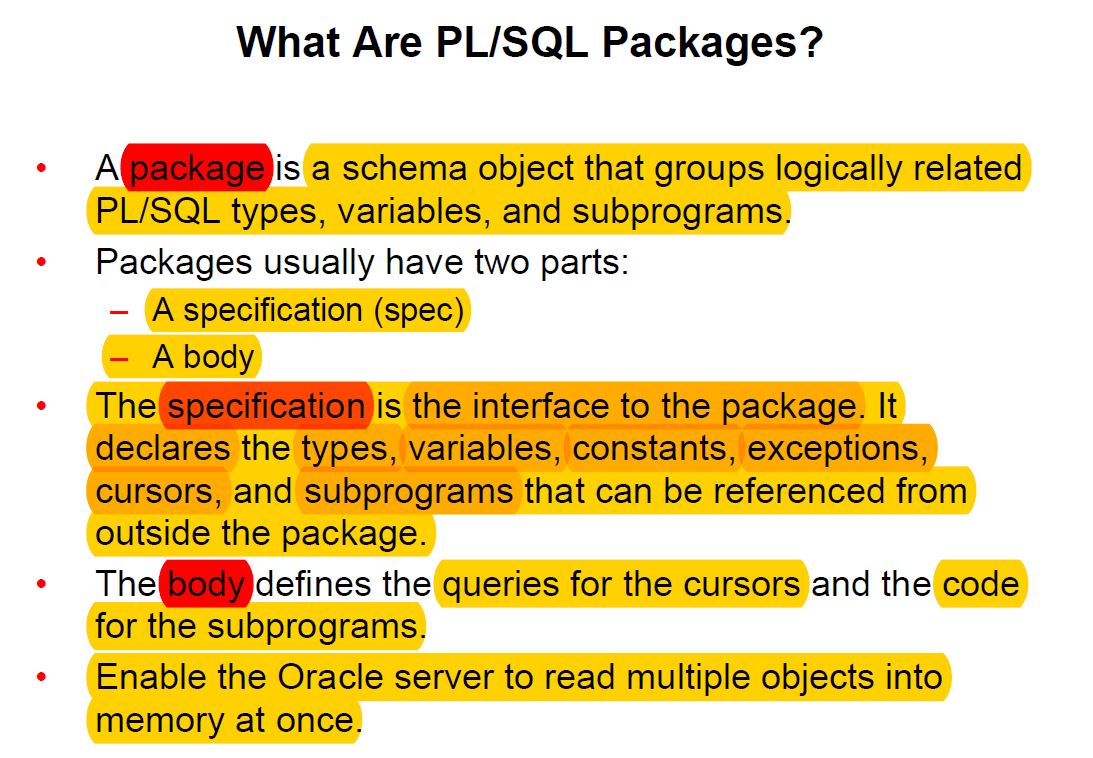 What Are PL/SQL Packages?
• A package is a schema object that groups logically related
PL/SQL types, variables, and subprograms.
• Packages usually have two parts:
– A specification (spec)
– A body
• The specification is the interface to the package. It
declares the types, variables, constants, exceptions,
cursors, and subprograms that can be referenced from
outside the package.
• The body defines the queries for the cursors and the code
for the subprograms.
• Enable the Oracle server to read multiple objects into
memory at once.